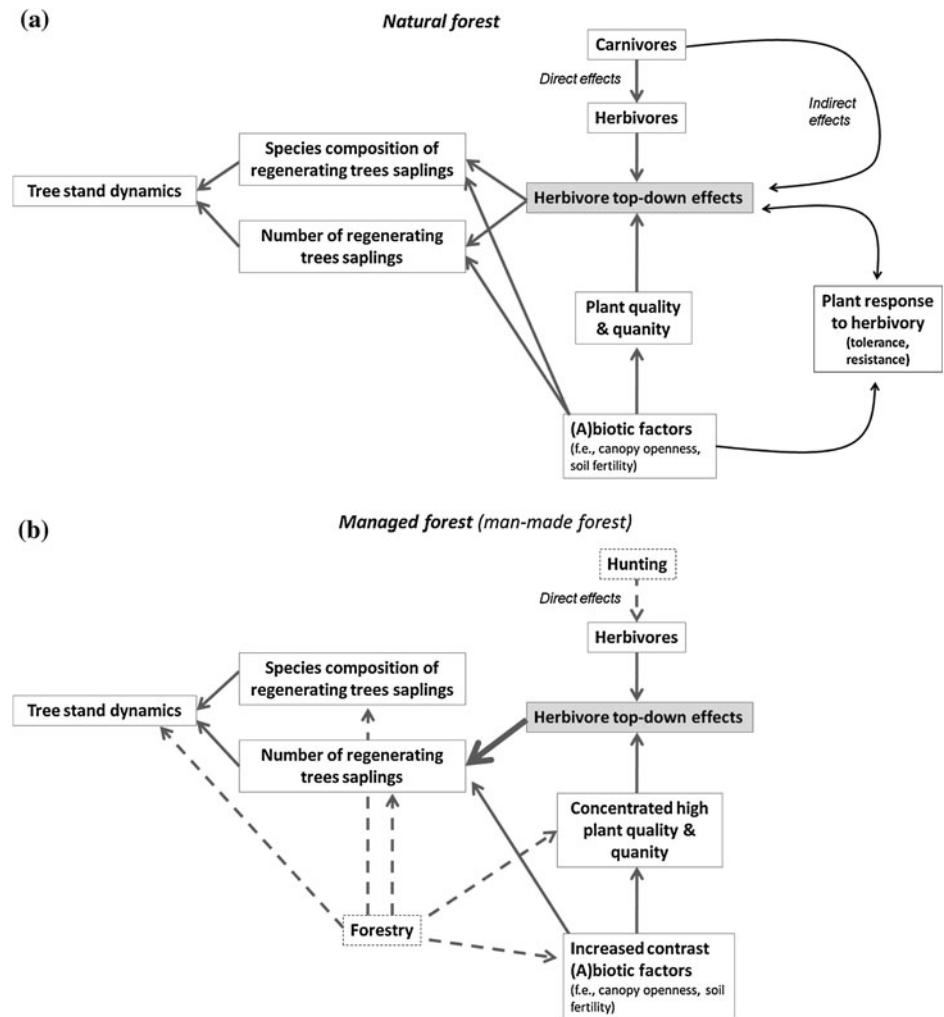 (a)
Natural forest
Carnivores
Direct effects
Indirect
effects
Herbivores
Species composition of
regenerating trees saplings
Tree stand dynamics
Herbivore top-down effects
Number of regenerating
trees saplings
Plant quality
& quanity
Plant response
to herbivory
(tolerance,
resistance)
(A)biotic factors
(f.e., canopy openness,
soil fertility)
(b)
Managed forest (man-made forest)
Hunting
Direct effects
Herbivores
Species composition of
regenerating trees saplings
Tree stand dynamics
Herbivore top-down effects
Number of regenerating
trees saplings
Concentrated high
plant quality &
quanity
Forestry
Increased contrast
(A)biotic factors
(f.e., canopy openness, soil
fertility)